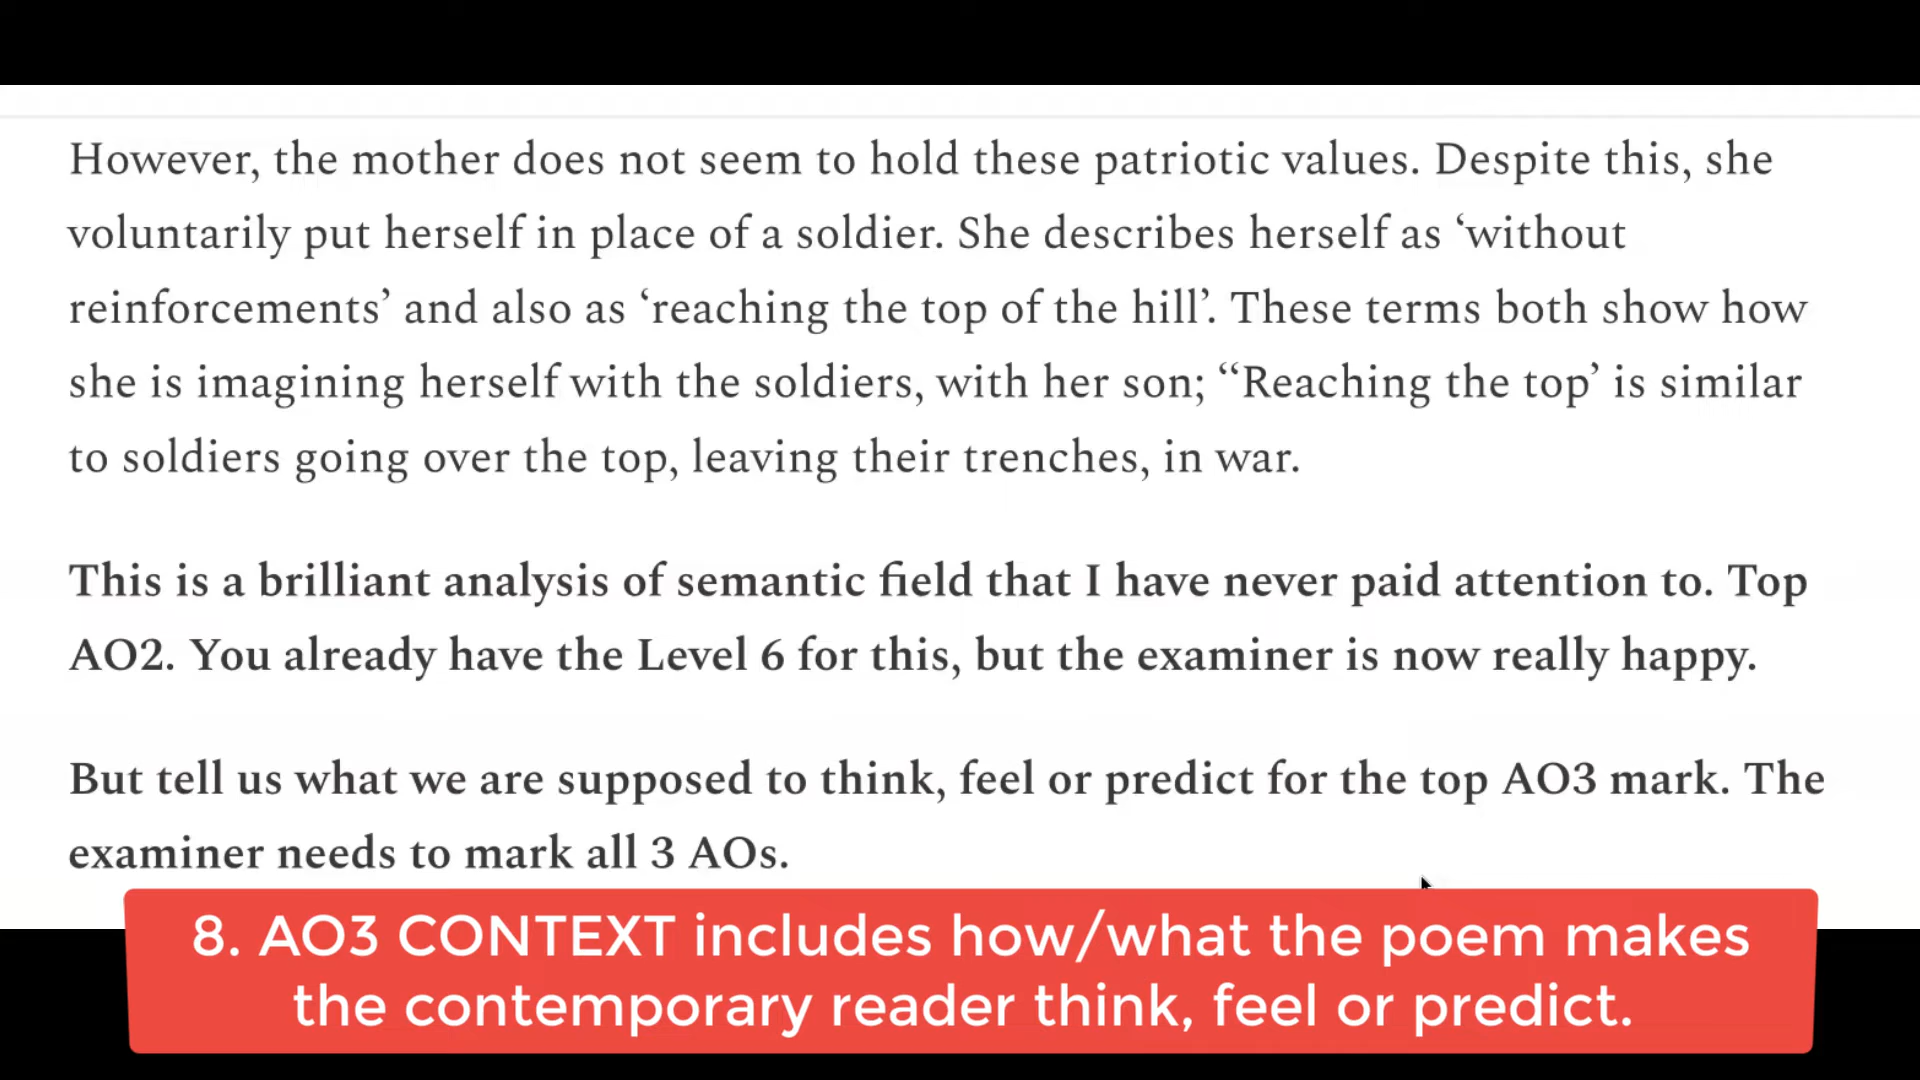 However, the mother does not seem to hold these patriotic values. Despite this, she
voluntarily put herself in place of a soldier. She describes herself as ‘without
reinforcements’ and also as ‘reaching the top of the hill’. These terms both show how
she is imagining herself with the soldiers, with her son; “Reaching the top’ is similar
to soldiers going over the top, leaving their trenches, in war.
This is a brilliant analysis of semantic field that I have never paid attention to. Top
AO2. You already have the Level 6 for this, but the examiner is now really happy.
But tell us what we are supposed to think, feel or predict for the top AO3 mark. The
examiner needs to mark all 3 AOs.
8. AO3 CONTEXT includes how/what the poem makes
the contemporary reader think, feel or predict.